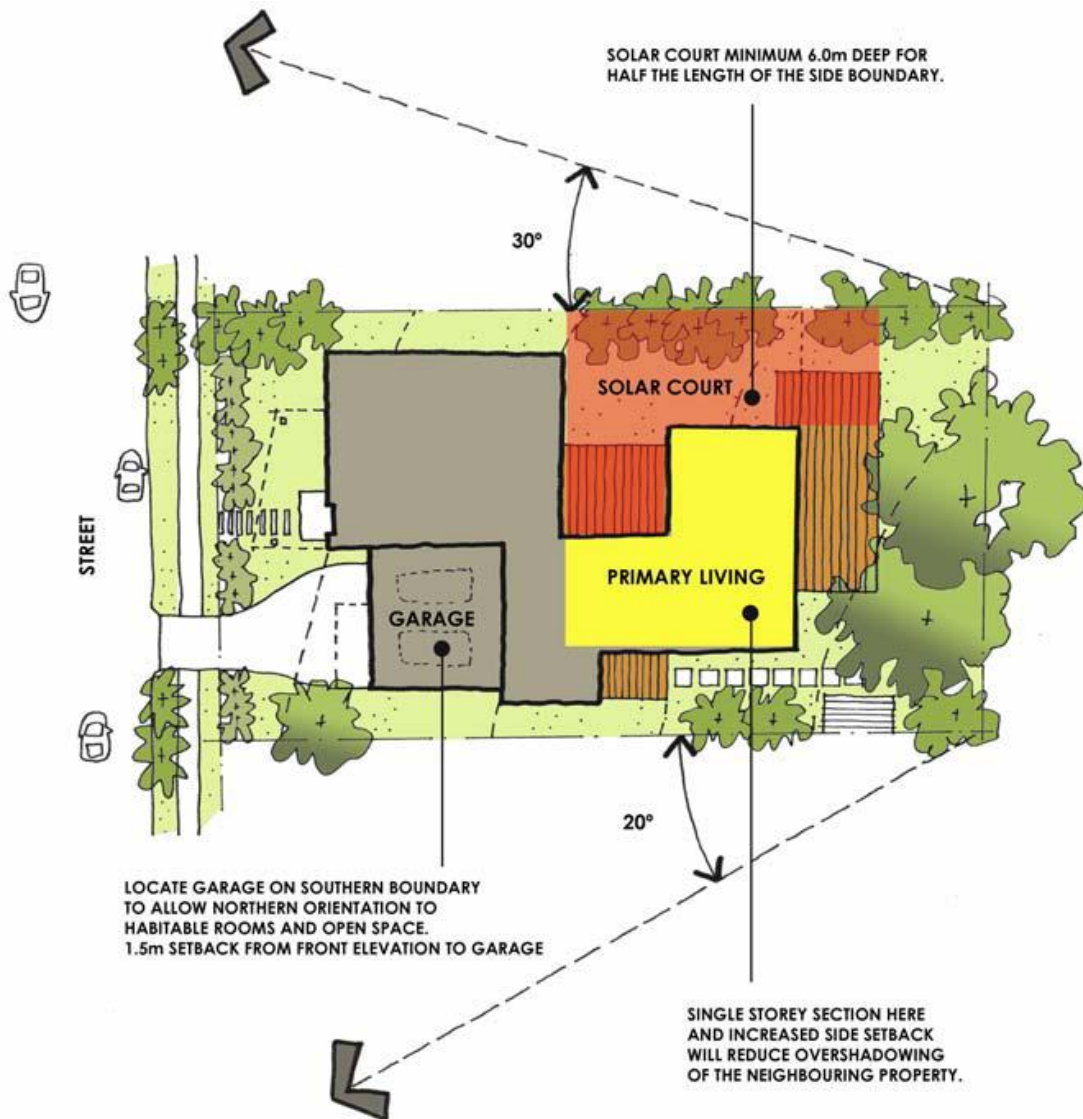 SOLAR COURT MINIMUM 6.0m DEEP FOR
HALF THE LENGTH OF THE SIDE BOUNDARY.
30°
SOLAR COURT
STREET
PRIMARY LIVING
GARAGE
20°
LOCATE GARAGE ON SOUTHERN BOUNDARY
TO ALLOW NORTHERN ORIENTATION TO
HABITABLE ROOMS AND OPEN SPACE.
1.5m SETBACK FROM FRONT ELEVATION TO GARAGE
SINGLE STOREY SECTION HERE
AND INCREASED SIDE SETBACK
WILL REDUCE OVERSHADOWING
OF THE NEIGHBOURING PROPERTY.